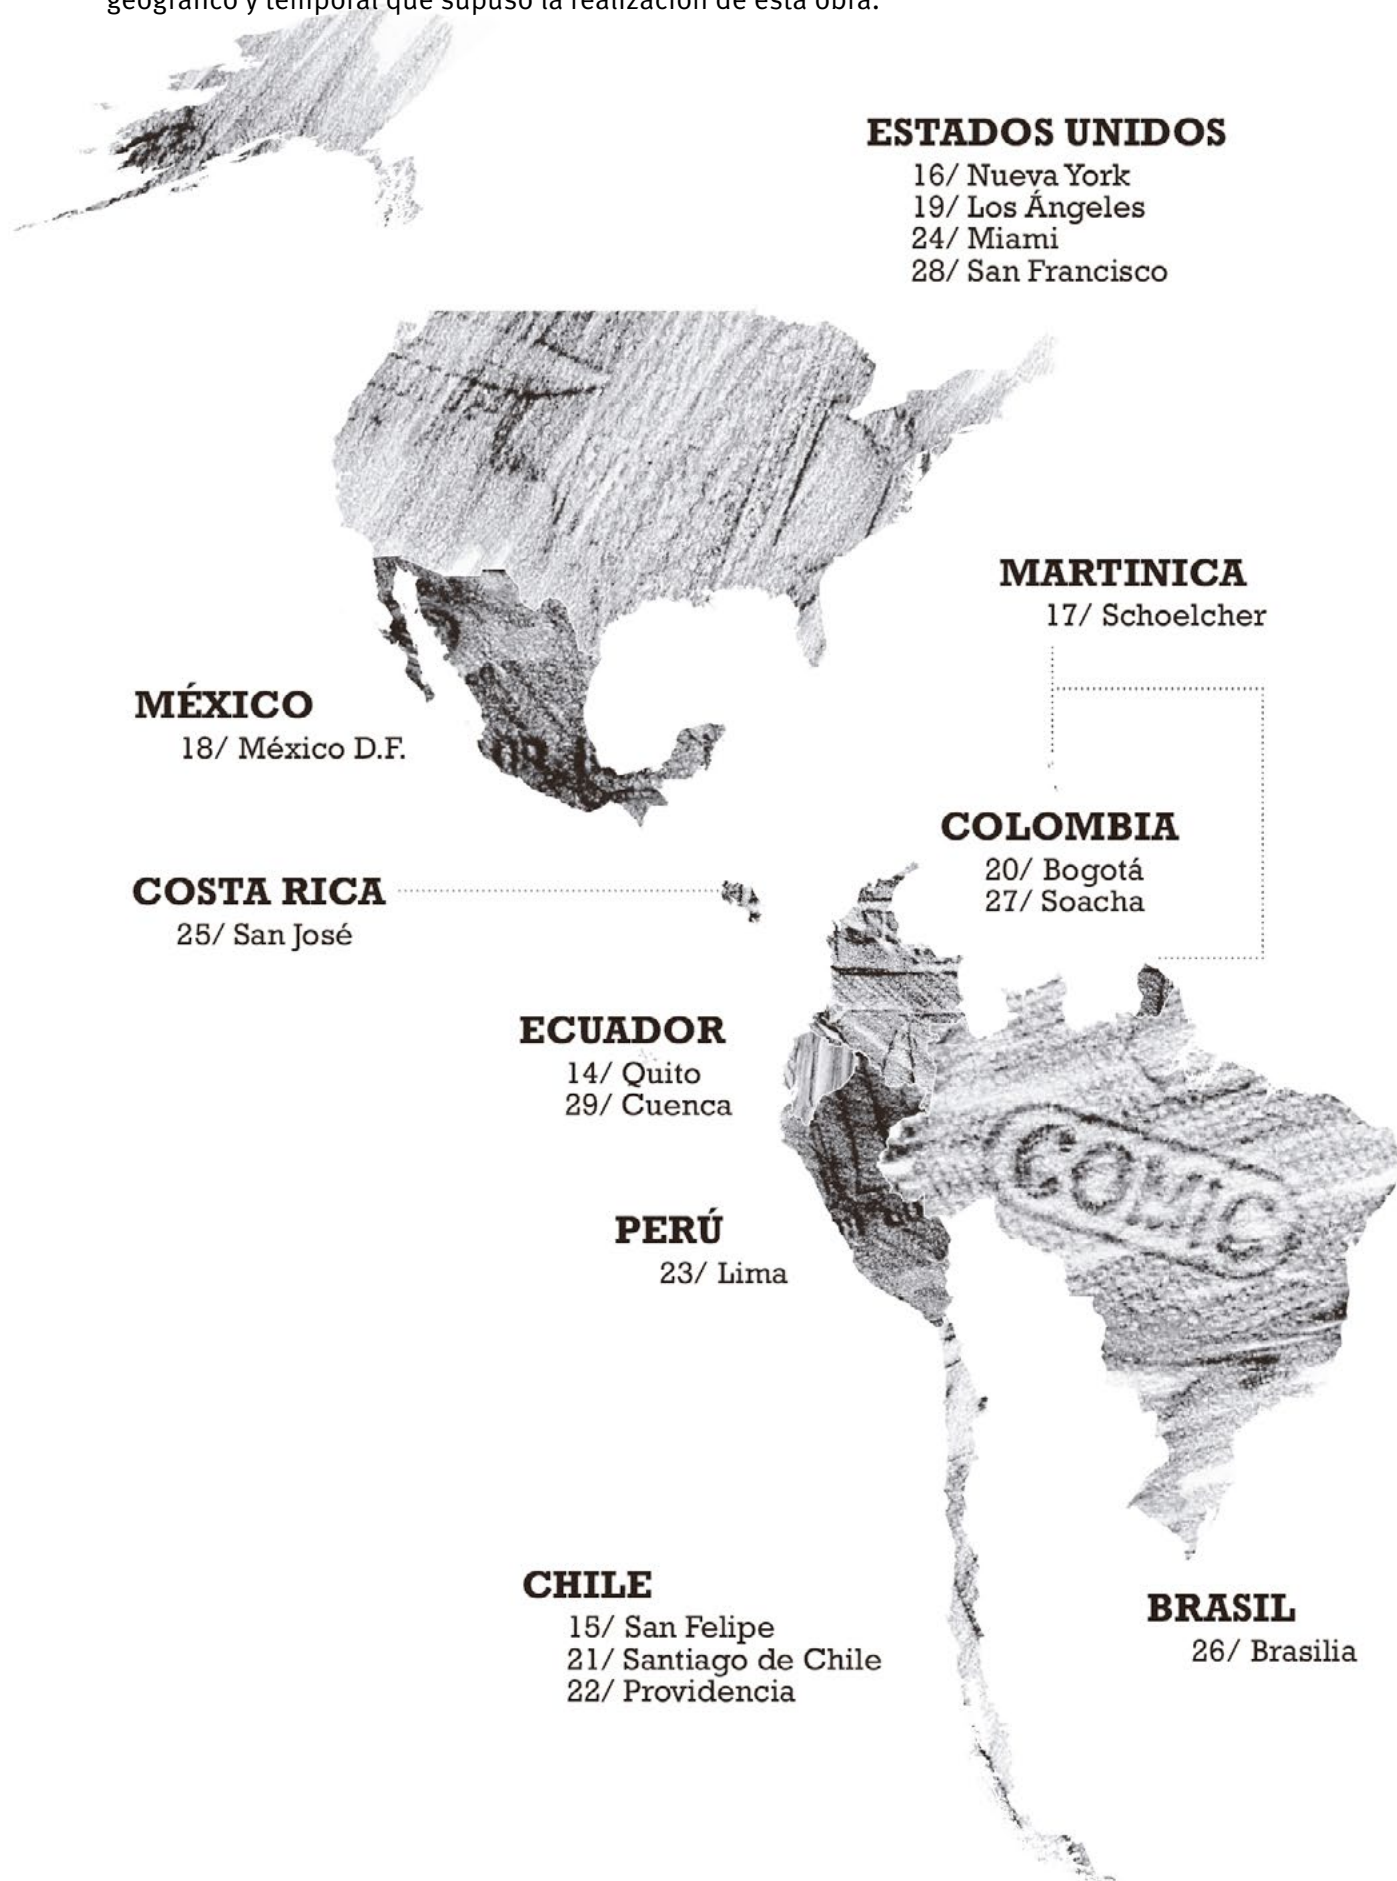 geográfico y temporal que supuso la realización de esta obra.
ESTADOS UNIDOS
16/ Nueva York
19/ Los Ángeles
24/ Miami
28/ San Francisco
MARTINICA
17/ Schoelcher
MÉXICO
18/ México D.F.
COLOMBIA
20/ Bogotá
27/ Soacha
COSTA RICA
25/ San José
ECUADOR
14/ Quito
29/ Cuenca
COMIC
PERÚ
23/ Lima
CHILE
15/ San Felipe
21/ Santiago de Chile
22/ Providencia
BRASIL
26/ Brasilia